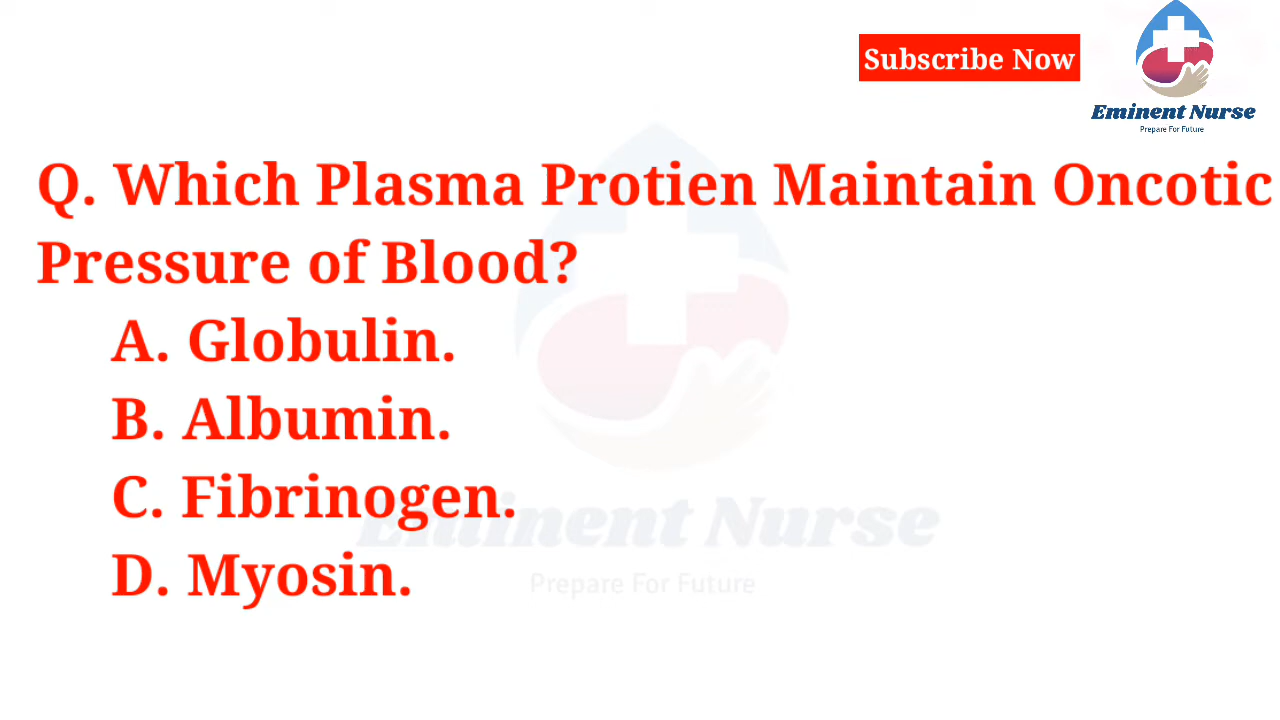 Subscribe Now
Eminent Nurse
Prepare For Future
Q. Which Plasma Protien Maintain Oncotic
Pressure of Blood?
A. Globulin.
B. Albumin.
C. Fibrinogen.
D. Myosin.
Eminent Nurse
Prepare For Future